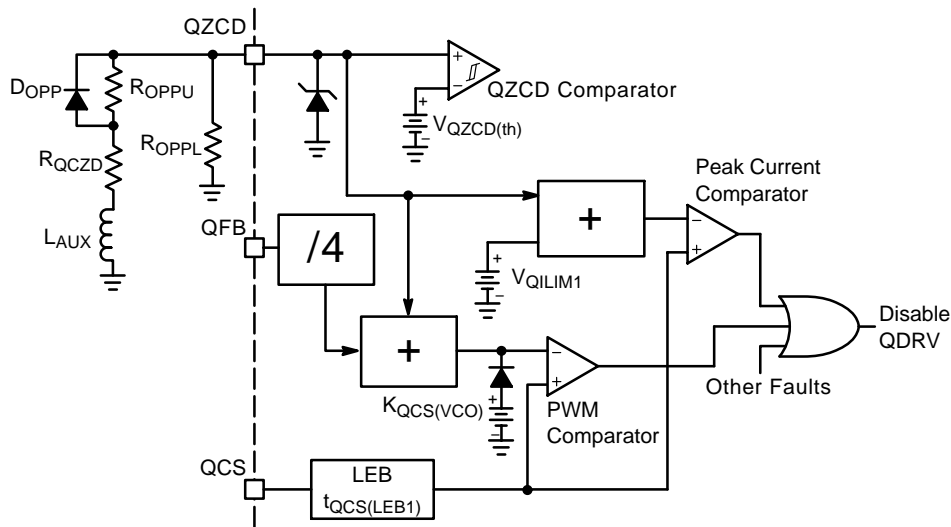 QZCD
DOPP
ROPPU
ROPPL
RQCZD
LAUX
+
−
QZCD Comparator
+
−
VQZCD(th)
Peak Current
Comparator
QFB
/4
+
−
+
+
−
VQILIM1
Disable
QDRV
+
−
+
Other Faults
+
−
KQCS(VCO)
PWM
Comparator
QCS
LEB
tQCS(LEB1)